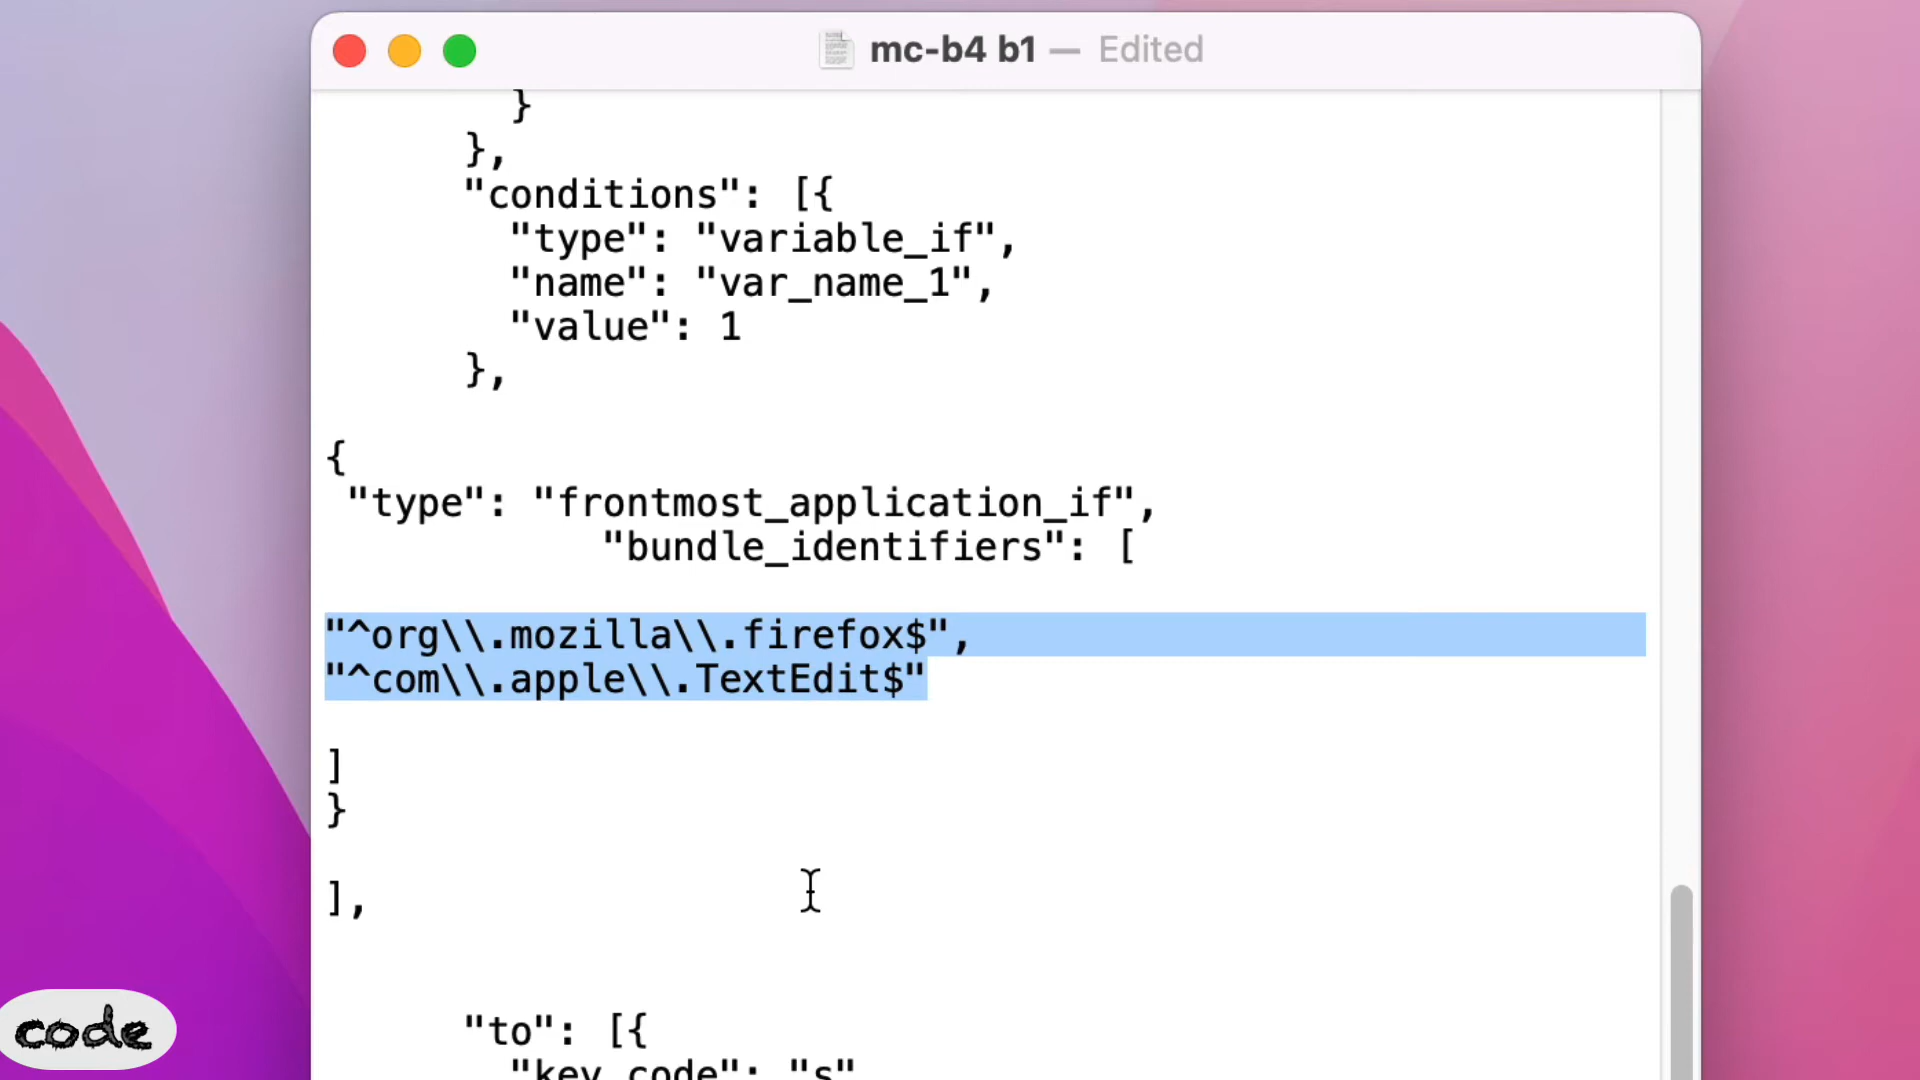 mc-b4 b1 — Edited
}
},
"conditions": [{
"type": "variable_if",
"name": "var_name_1",
"value": 1
},
{
"type": "frontmost_application_if",
"bundle_identifiers": [
"^org\\.mozilla\\.firefox$",
"^com\\.apple\\.TextEdit$"
]
}
],
"to": [{
"key_code": "s"
code